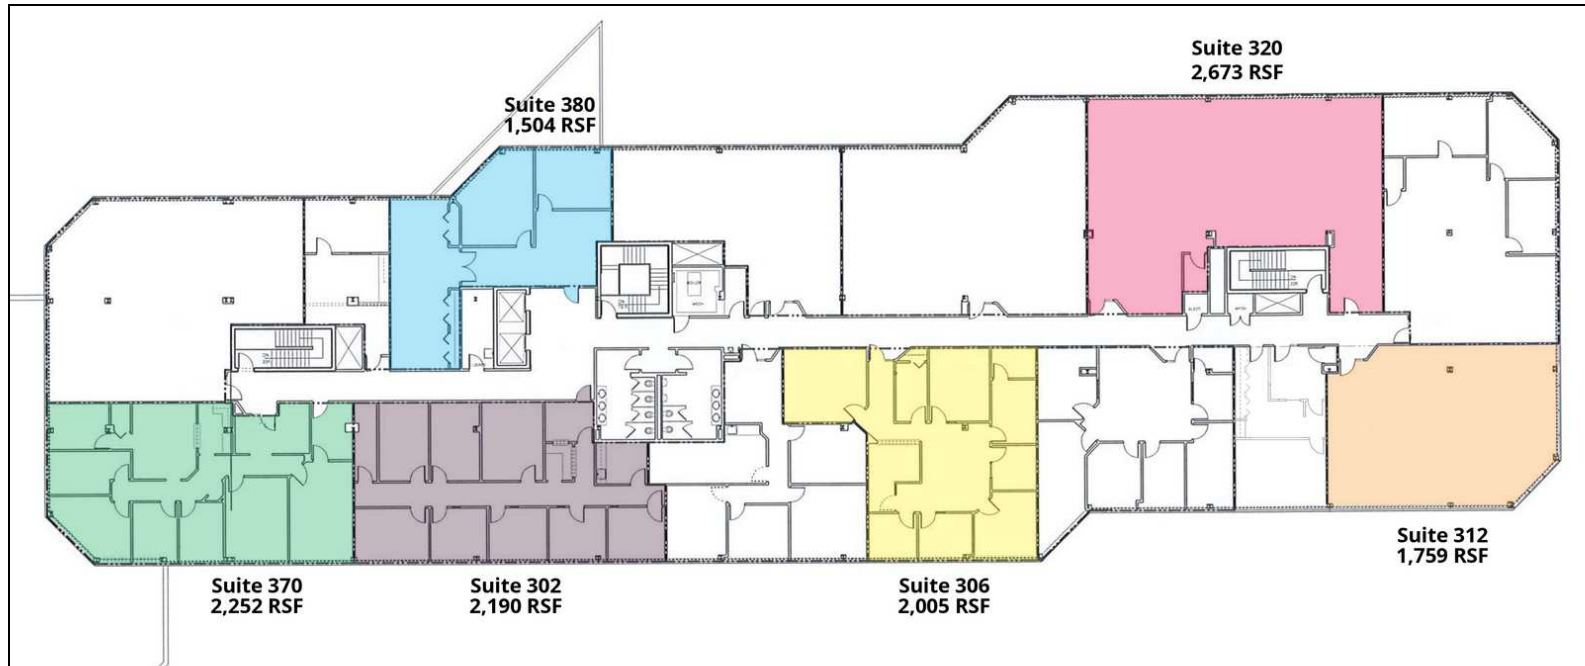 Suite 320
2,673 RSF
Suite 380
1,504 RSF
Suite 312
1,759 RSF
Suite 370
2,252 RSF
Suite 302
2,190 RSF
Suite 306
2,005 RSF